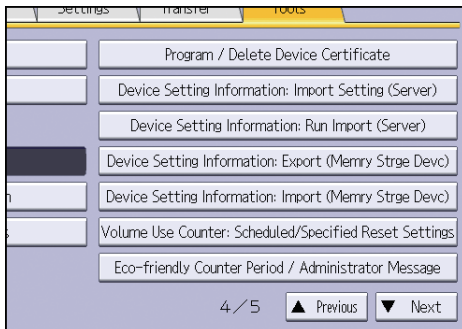 Settings Transfer Tools
Program / Delete Device Certificate
Device Setting Information: Import Setting (Server)
Device Setting Information: Run Import (Server)
Device Setting Information: Export (Memry Strge Devc)
Device Setting Information: Import (Memry Strge Devc)
Volume Use Counter: Scheduled/Specified Reset Settings
Eco-friendly Counter Period / Administrator Message
4/5 ▲ Previous ▼ Next